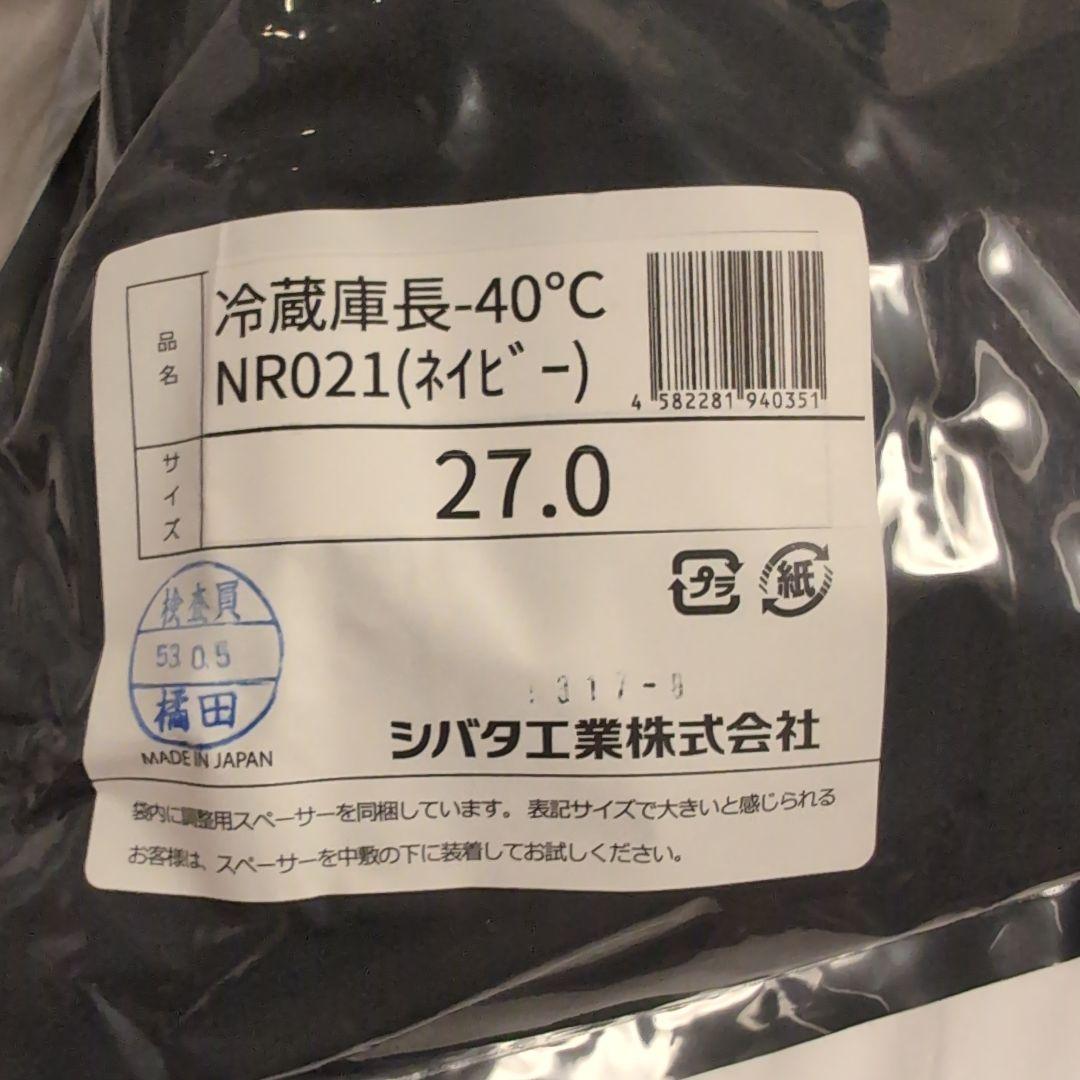 品名
冷蔵庫長-40℃
NR021(ﾈｲﾋﾞｰ)
4 582281 940351
サイズ
27.0
プラ
紙
検査員
53.0.5
橘田
MADE IN JAPAN
317-
シバタ工業株式会社
袋内に調整用スペーサーを同梱しています。表記サイズで大きいと感じられる
お客様は、スペーサーを中敷の下に装着してお試しください。